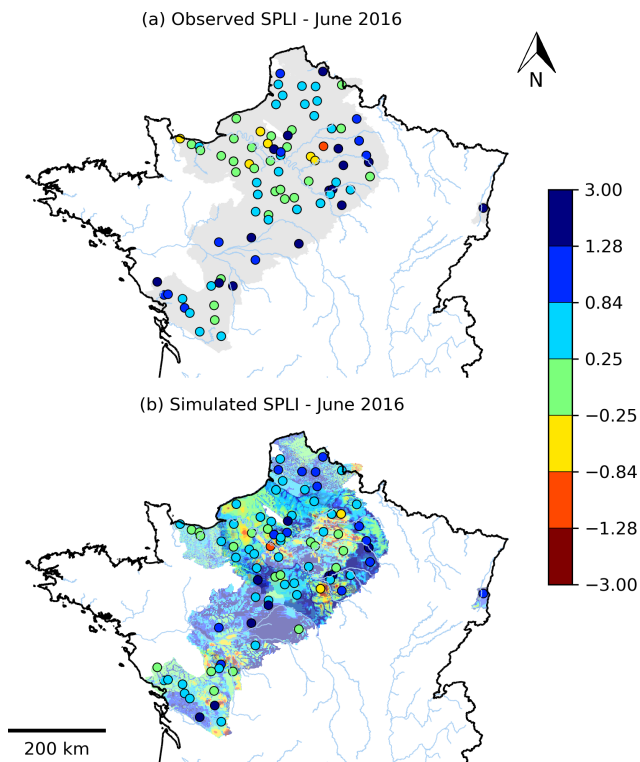 (a) Observed SPLI - June 2016
N
3.00
1.28
0.84
0.25
−0.25
−0.84
−1.28
−3.00
(b) Simulated SPLI - June 2016
200 km